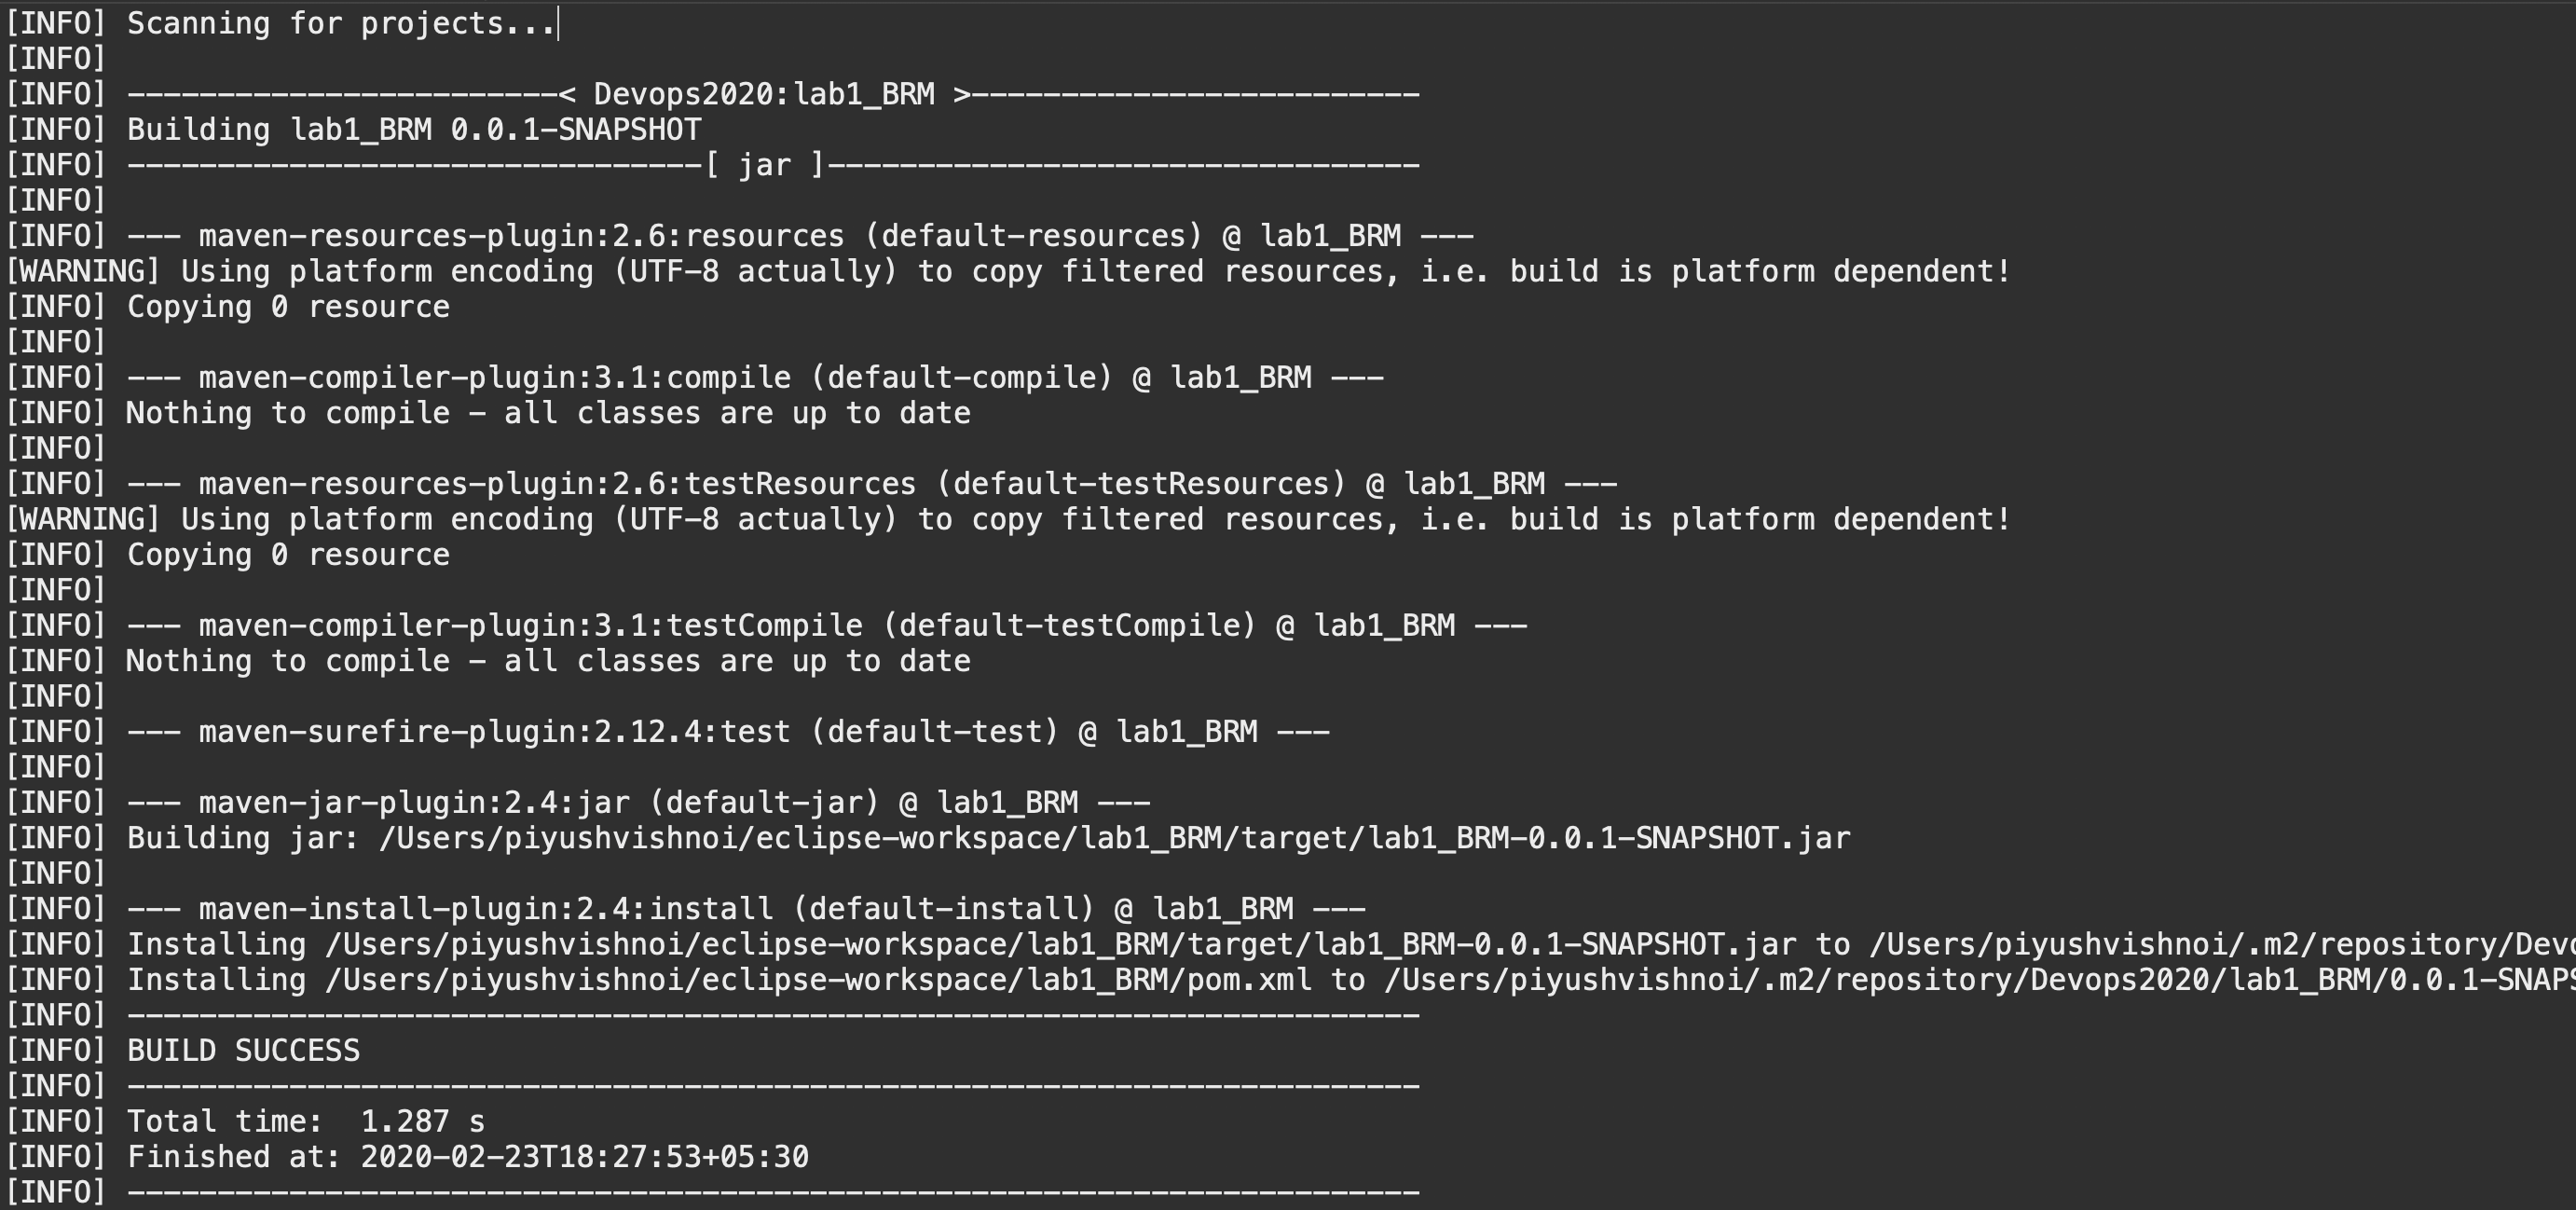 [INFO] Scanning for projects...
[INFO]
[INFO] ------------------------< Devops2020:lab1_BRM >-------------------------
[INFO] Building lab1_BRM 0.0.1-SNAPSHOT
[INFO] --------------------------------[ jar ]---------------------------------
[INFO]
[INFO] --- maven-resources-plugin:2.6:resources (default-resources) @ lab1_BRM ---
[WARNING] Using platform encoding (UTF-8 actually) to copy filtered resources, i.e. build is platform dependent!
[INFO] Copying 0 resource
[INFO]
[INFO] --- maven-compiler-plugin:3.1:compile (default-compile) @ lab1_BRM ---
[INFO] Nothing to compile - all classes are up to date
[INFO]
[INFO] --- maven-resources-plugin:2.6:testResources (default-testResources) @ lab1_BRM ---
[WARNING] Using platform encoding (UTF-8 actually) to copy filtered resources, i.e. build is platform dependent!
[INFO] Copying 0 resource
[INFO]
[INFO] --- maven-compiler-plugin:3.1:testCompile (default-testCompile) @ lab1_BRM ---
[INFO] Nothing to compile - all classes are up to date
[INFO]
[INFO] --- maven-surefire-plugin:2.12.4:test (default-test) @ lab1_BRM ---
[INFO]
[INFO] --- maven-jar-plugin:2.4:jar (default-jar) @ lab1_BRM ---
[INFO] Building jar: /Users/piyushvishnoi/eclipse-workspace/lab1_BRM/target/lab1_BRM-0.0.1-SNAPSHOT.jar
[INFO]
[INFO] --- maven-install-plugin:2.4:install (default-install) @ lab1_BRM ---
[INFO] Installing /Users/piyushvishnoi/eclipse-workspace/lab1_BRM/target/lab1_BRM-0.0.1-SNAPSHOT.jar to /Users/piyushvishnoi/.m2/repository/Devo
[INFO] Installing /Users/piyushvishnoi/eclipse-workspace/lab1_BRM/pom.xml to /Users/piyushvishnoi/.m2/repository/Devops2020/lab1_BRM/0.0.1-SNAPS
[INFO] ------------------------------------------------------------------------
[INFO] BUILD SUCCESS
[INFO] ------------------------------------------------------------------------
[INFO] Total time:  1.287 s
[INFO] Finished at: 2020-02-23T18:27:53+05:30
[INFO] ------------------------------------------------------------------------